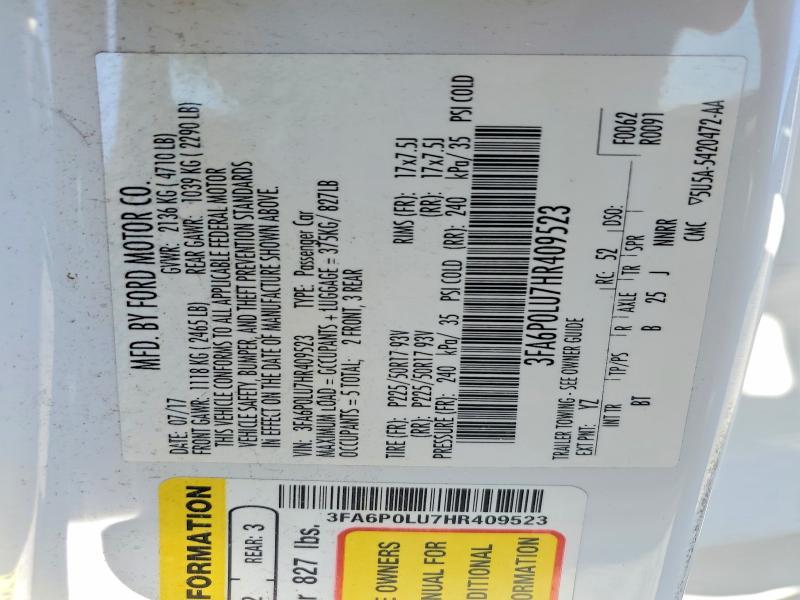 MFD. BY FORD MOTOR CO.
DATE: 07/17 GVWR: 2136 KG (4710 LB)
FRONT GAWR: 1118 KG (2465 LB) REAR GAWR: 1039 KG (2290 LB)
THIS VEHICLE CONFORMS TO ALL APPLICABLE FEDERAL MOTOR
VEHICLE SAFETY, BUMPER, AND THEFT PREVENTION STANDARDS
IN EFFECT ON THE DATE OF MANUFACTURE SHOWN ABOVE.
VIN: 3FA6P0LU7HR409523 TYPE: Passenger Car
MAXIMUM LOAD = OCCUPANTS + LUGGAGE = 375KG/ 827LB
OCCUPANTS = 5 TOTAL: 2 FRONT, 3 REAR
TIRE (FR): P225/50R17 93V RIMS (FR): 17x7.5J
(RR): P225/50R17 93V (RR): 17x7.5J
PRESSURE (FR): 240 kPa/ 35 PSI COLD (RR): 240 kPa/ 35 PSI COLD
3FA6P0LU7HR409523
TRAILER TOWING - SEE OWNER GUIDE F0062
R0091
EXT PNT: YZ RC: 52 DSO:
INT TR TP/PS R AXLE TR SPR
BT B 25 J NNRR
CMC 5U5A-5420472-AA
3FA6P0LU7HR409523
FORMATION
REAR: 3
827 lbs.
OWNERS
NUAL FOR
DITIONAL